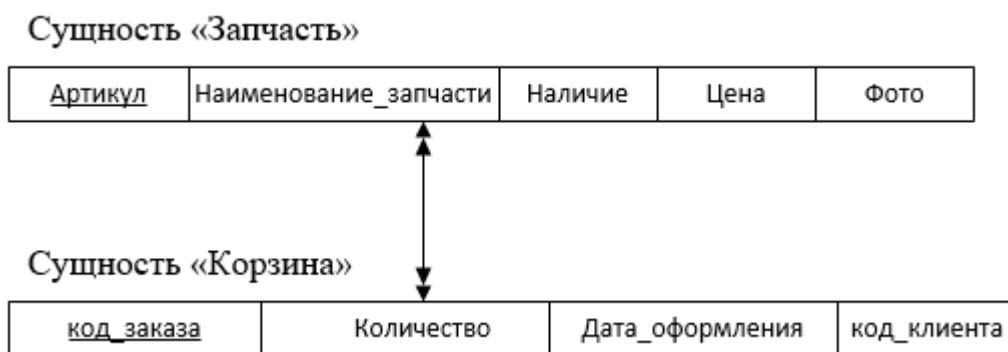 Сущность «Запчасть»
Артикул Наименование_запчасти Наличие Цена Фото
Сущность «Корзина»
код_заказа Количество Дата_оформления код_клиента